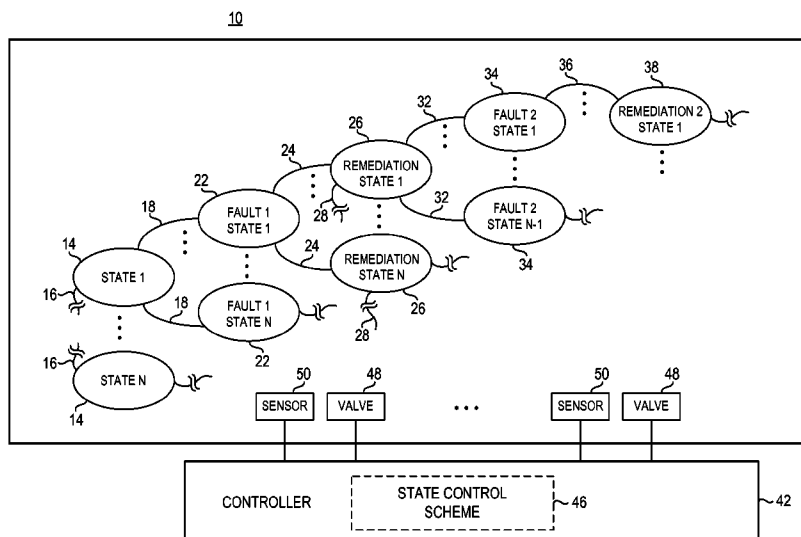 10
38
36
34
REMEDIATION 2
STATE 1
32
FAULT 2
STATE 1
26
24
REMEDIATION
STATE 1
22
28
32
FAULT 2
STATE N-1
34
18
FAULT 1
STATE 1
24
14
STATE 1
REMEDIATION
STATE N
26
16
18
FAULT 1
STATE N
28
22
16
STATE N
14
50
48
50
48
SENSOR
VALVE
SENSOR
VALVE
CONTROLLER
STATE CONTROL
SCHEME
46
42